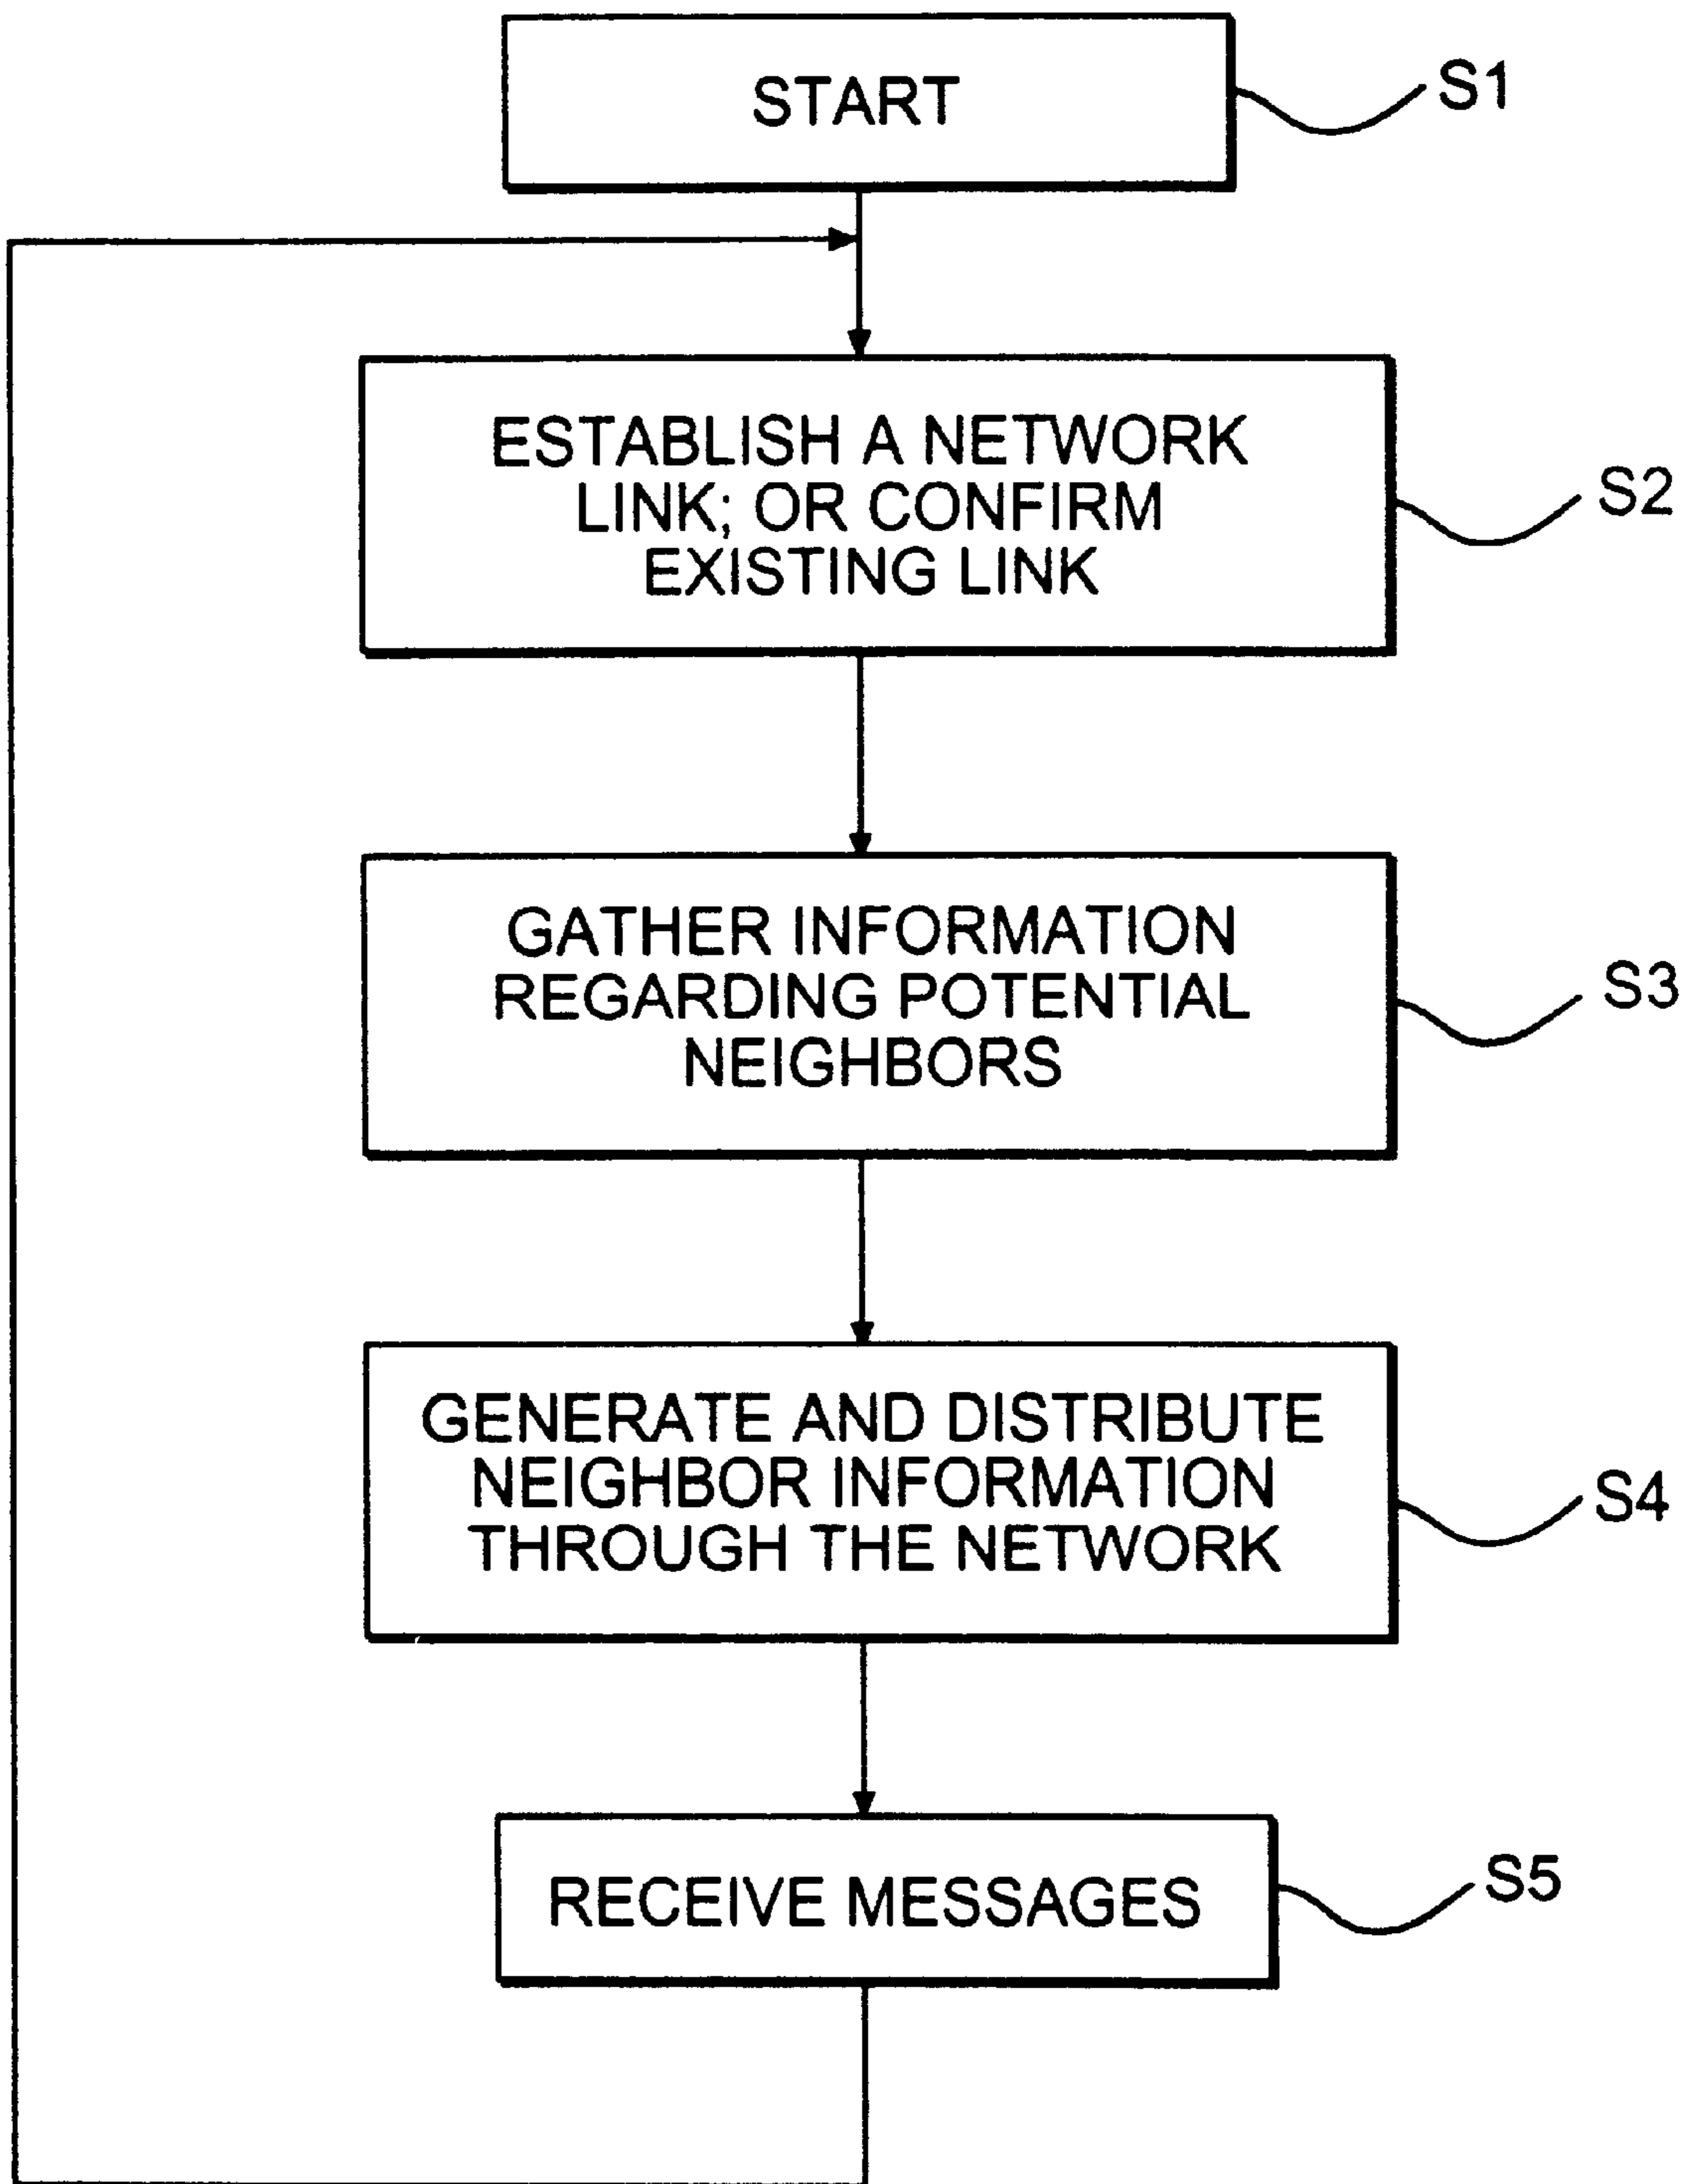 START
S1
ESTABLISH A NETWORK
LINK; OR CONFIRM
EXISTING LINK
S2
GATHER INFORMATION
REGARDING POTENTIAL
NEIGHBORS
S3
GENERATE AND DISTRIBUTE
NEIGHBOR INFORMATION
THROUGH THE NETWORK
S4
RECEIVE MESSAGES
S5